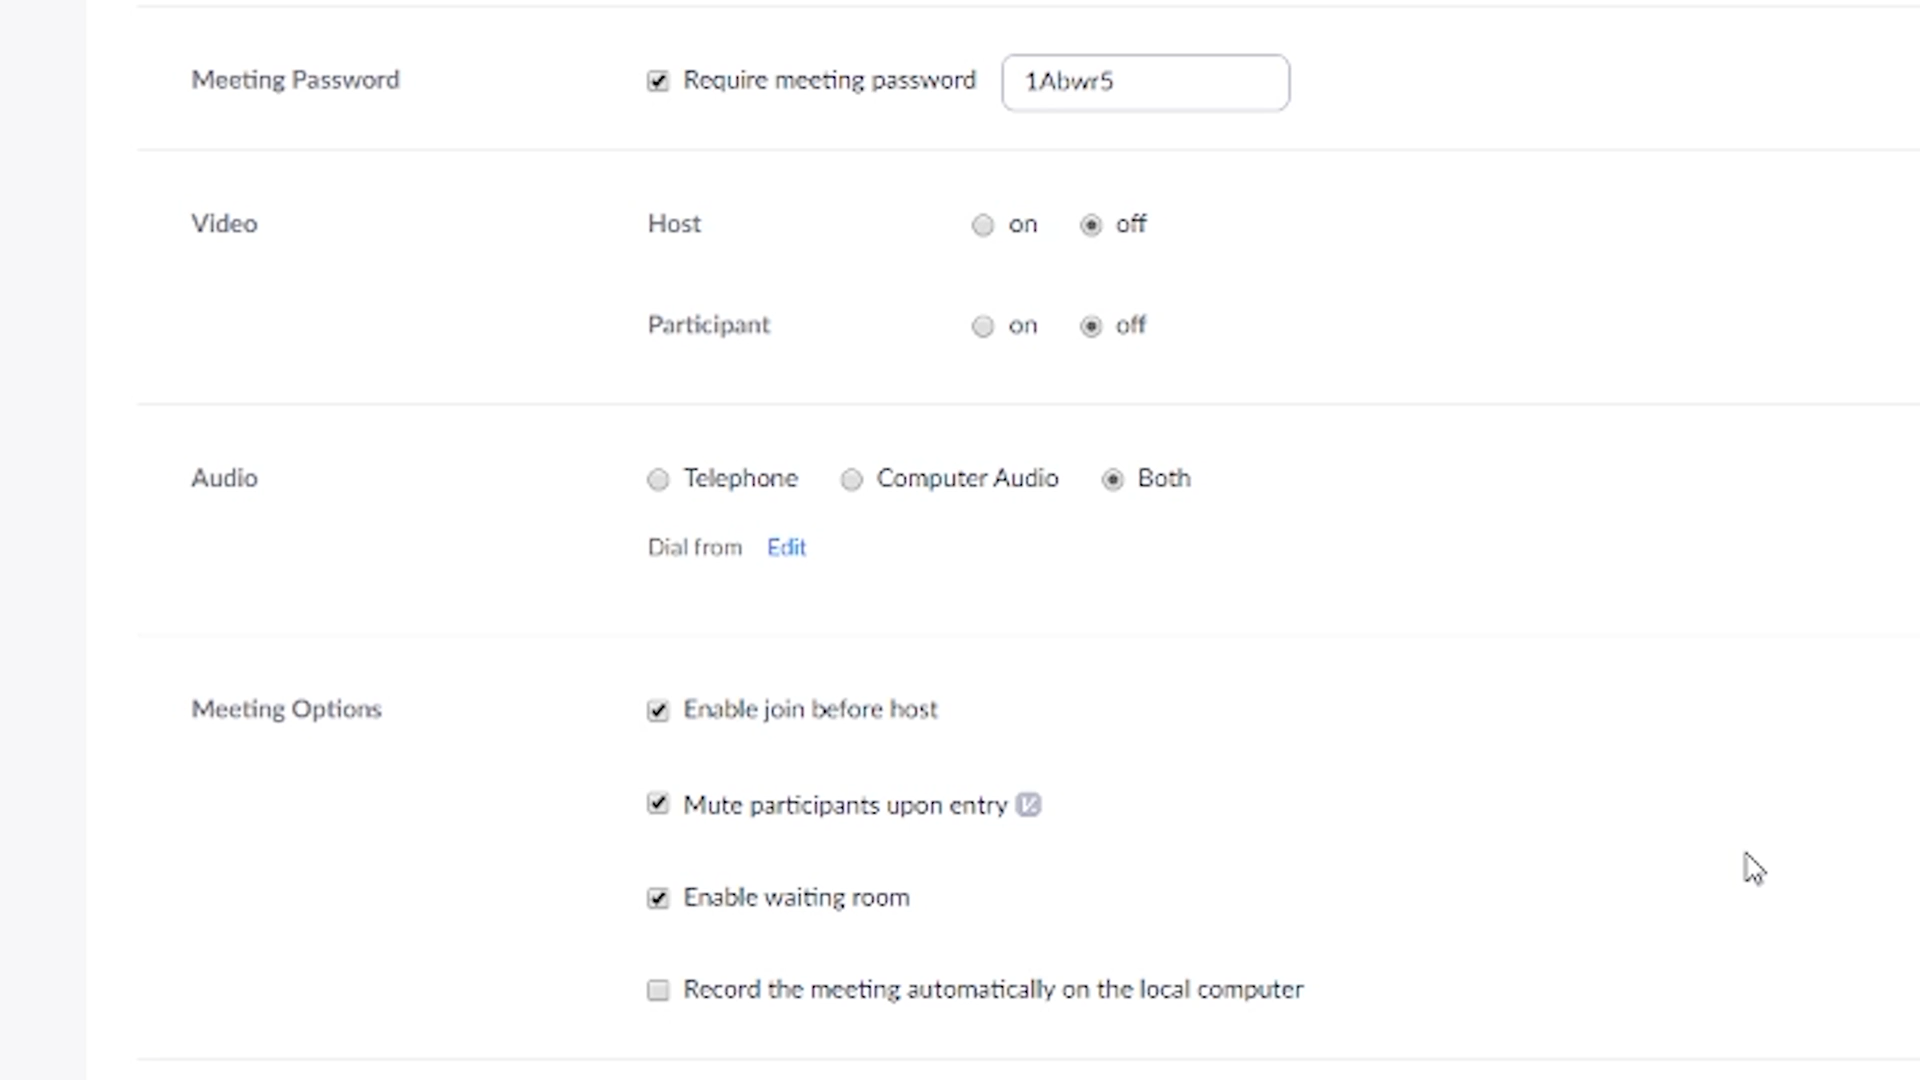 Meeting Password Require meeting password 1Abwr5
Video Host on off
Participant on off
Audio Telephone Computer Audio Both
Dial from Edit
Meeting Options Enable join before host
Mute participants upon entry
Enable waiting room
Record the meeting automatically on the local computer